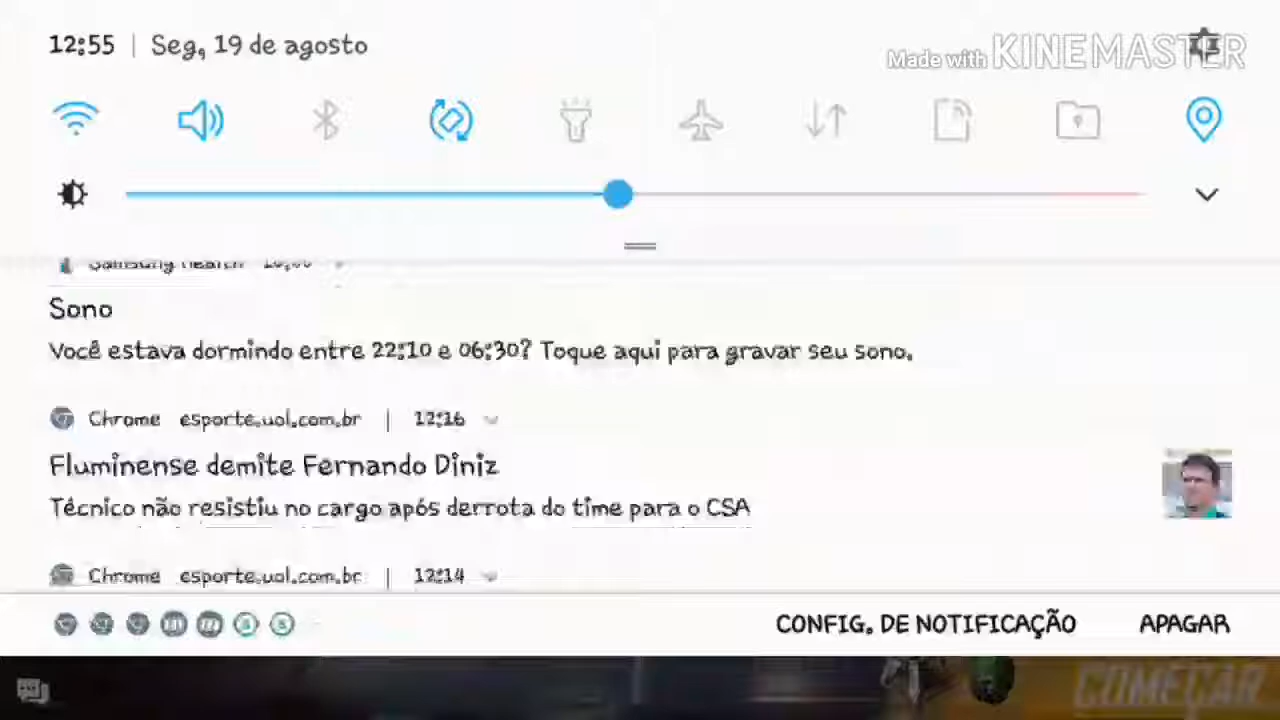 12:55 | Seg, 19 de agosto
Made with KINEMASTER
Samsung Health
Sono
Você estava dormindo entre 22:10 e 06:30? Toque aqui para gravar seu sono.
Chrome esporte.uol.com.br | 12:16
Fluminense demite Fernando Diniz
Técnico não resistiu no cargo após derrota do time para o CSA
Chrome esporte.uol.com.br | 12:14
CONFIG. DE NOTIFICAÇÃO APAGAR
COMEÇAR